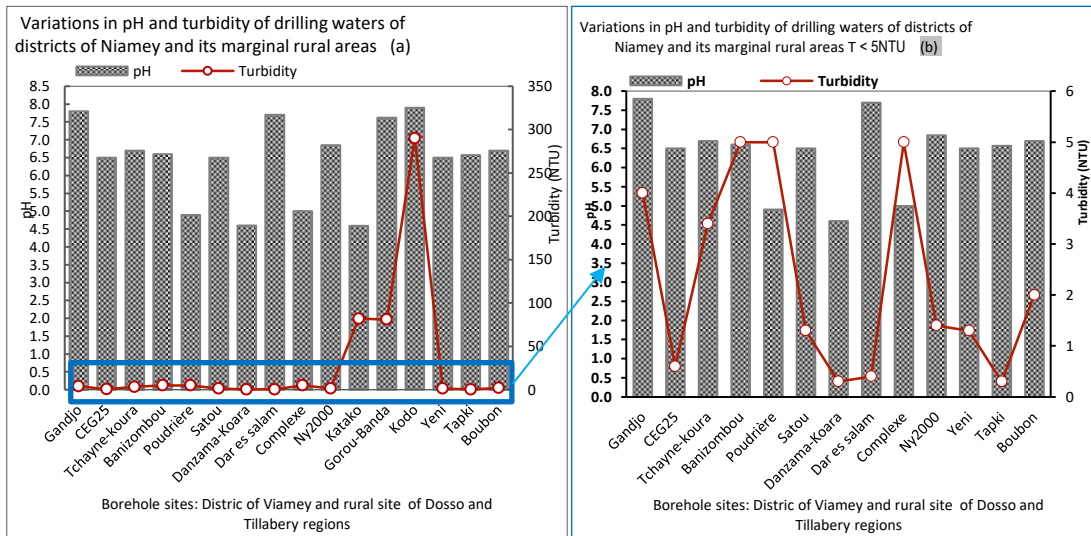 Variations in pH and turbidity of drilling waters of
districts of Niamey and its marginal rural areas (a)
pH
Turbidity
8.5
8.0
7.5
7.0
6.5
6.0
5.5
5.0
4.5
4.0
3.5
3.0
2.5
2.0
1.5
1.0
0.5
0.0
pH
350
300
250
200
150
100
50
0
Turbidity (NTU)
Gandjo
CEG25
Tchayne-koura
Banizombou
Poudrière
Satou
Danzama-Koara
Dar es salam
Complexe
Ny2000
Katako
Gorou-Banda
Kodo
Yeni
Tapki
Boubon
Borehole sites: Distric of Viamey and rural site of Dosso and
Tillabery regions
Variations in pH and turbidity of drilling waters of districts of
Niamey and its marginal rural areas T < 5NTU (b)
pH
Turbidity
8.0
7.5
7.0
6.5
6.0
5.5
5.0
4.5
4.0
3.5
3.0
2.5
2.0
1.5
1.0
0.5
0.0
pH
6
5
4
3
2
1
0
Turbidity (NTU)
Gandjo
CEG25
Tchayne-koura
Banizombou
Poudrière
Satou
Danzama-Koara
Dar es salam
Complexe
Ny2000
Yeni
Tapki
Boubon
Borehole sites: Distric of Viamey and rural site of Dosso and
Tillabery regions